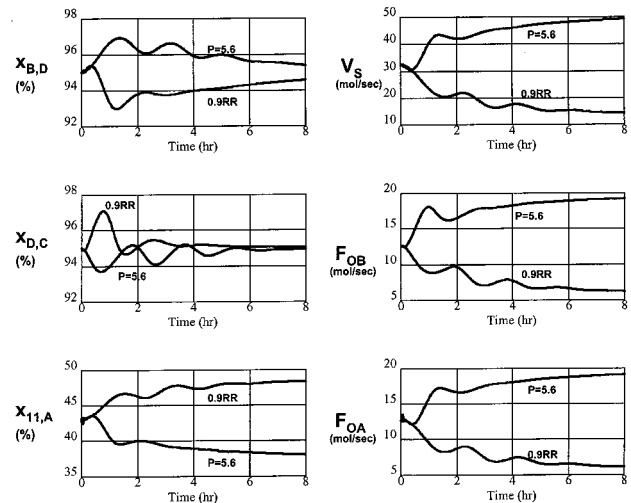 X_B,D
(%)
98
96
94
92
P=5.6
0.9RR
0
2
4
6
8
Time (hr)
V_S
(mol/sec)
50
40
30
20
10
P=5.6
0.9RR
0
2
4
6
8
Time (hr)
X_D,C
(%)
98
96
94
92
0.9RR
P=5.6
0
2
4
6
8
Time (hr)
F_OB
(mol/sec)
20
15
10
5
P=5.6
0.9RR
0
2
4
6
8
Time (hr)
X_11,A
(%)
50
45
40
35
0.9RR
P=5.6
0
2
4
6
8
Time (hr)
F_OA
(mol/sec)
20
15
10
5
P=5.6
0.9RR
0
2
4
6
8
Time (hr)